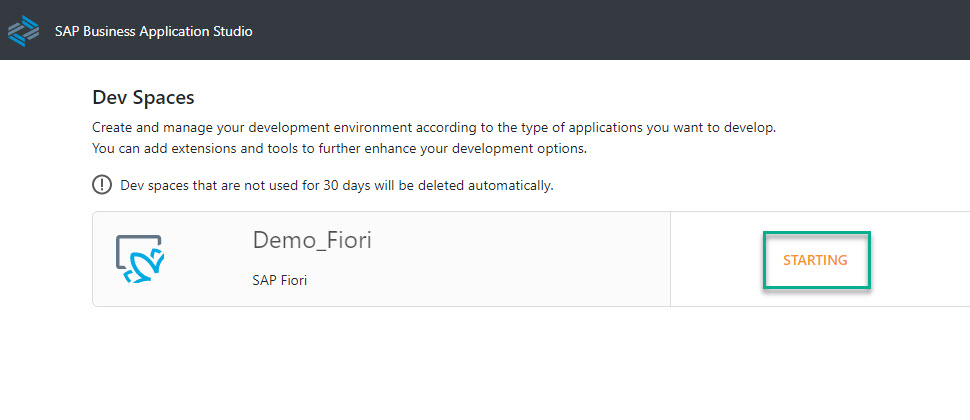 SAP Business Application Studio
Dev Spaces
Create and manage your development environment according to the type of applications you want to develop.
You can add extensions and tools to further enhance your development options.
Dev spaces that are not used for 30 days will be deleted automatically.
Demo_Fiori
SAP Fiori
STARTING